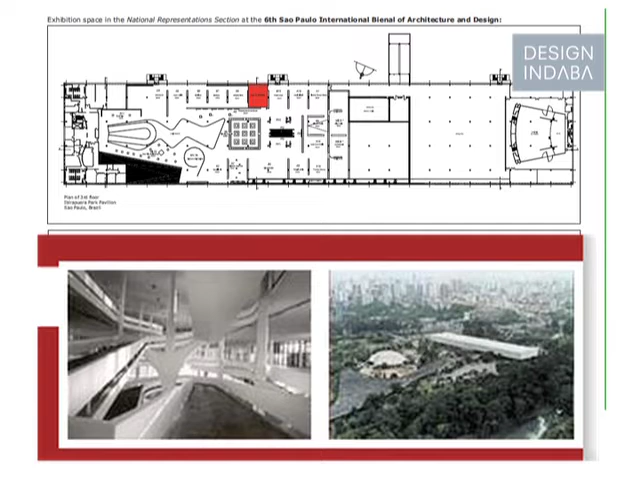 Exhibition space in the National Representations Section at the 6th Sao Paulo International Bienal of Architecture and Design:
DESIGN
INDABA
Plan of 3rd floor
Ibirapuera Park Pavilion
Sao Paulo, Brazil